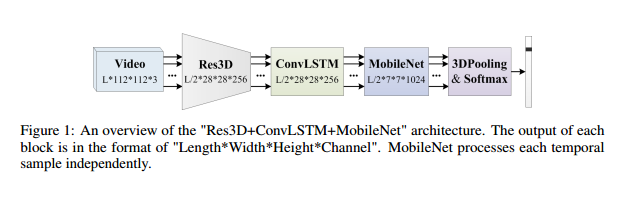 Video
L*112*112*3
...
Res3D
L/2*28*28*256
...
ConvLSTM
L/2*28*28*256
...
MobileNet
L/2*7*7*1024
...
3DPooling
& Softmax
Figure 1: An overview of the "Res3D+ConvLSTM+MobileNet" architecture. The output of each
block is in the format of "Length*Width*Height*Channel". MobileNet processes each temporal
sample independently.